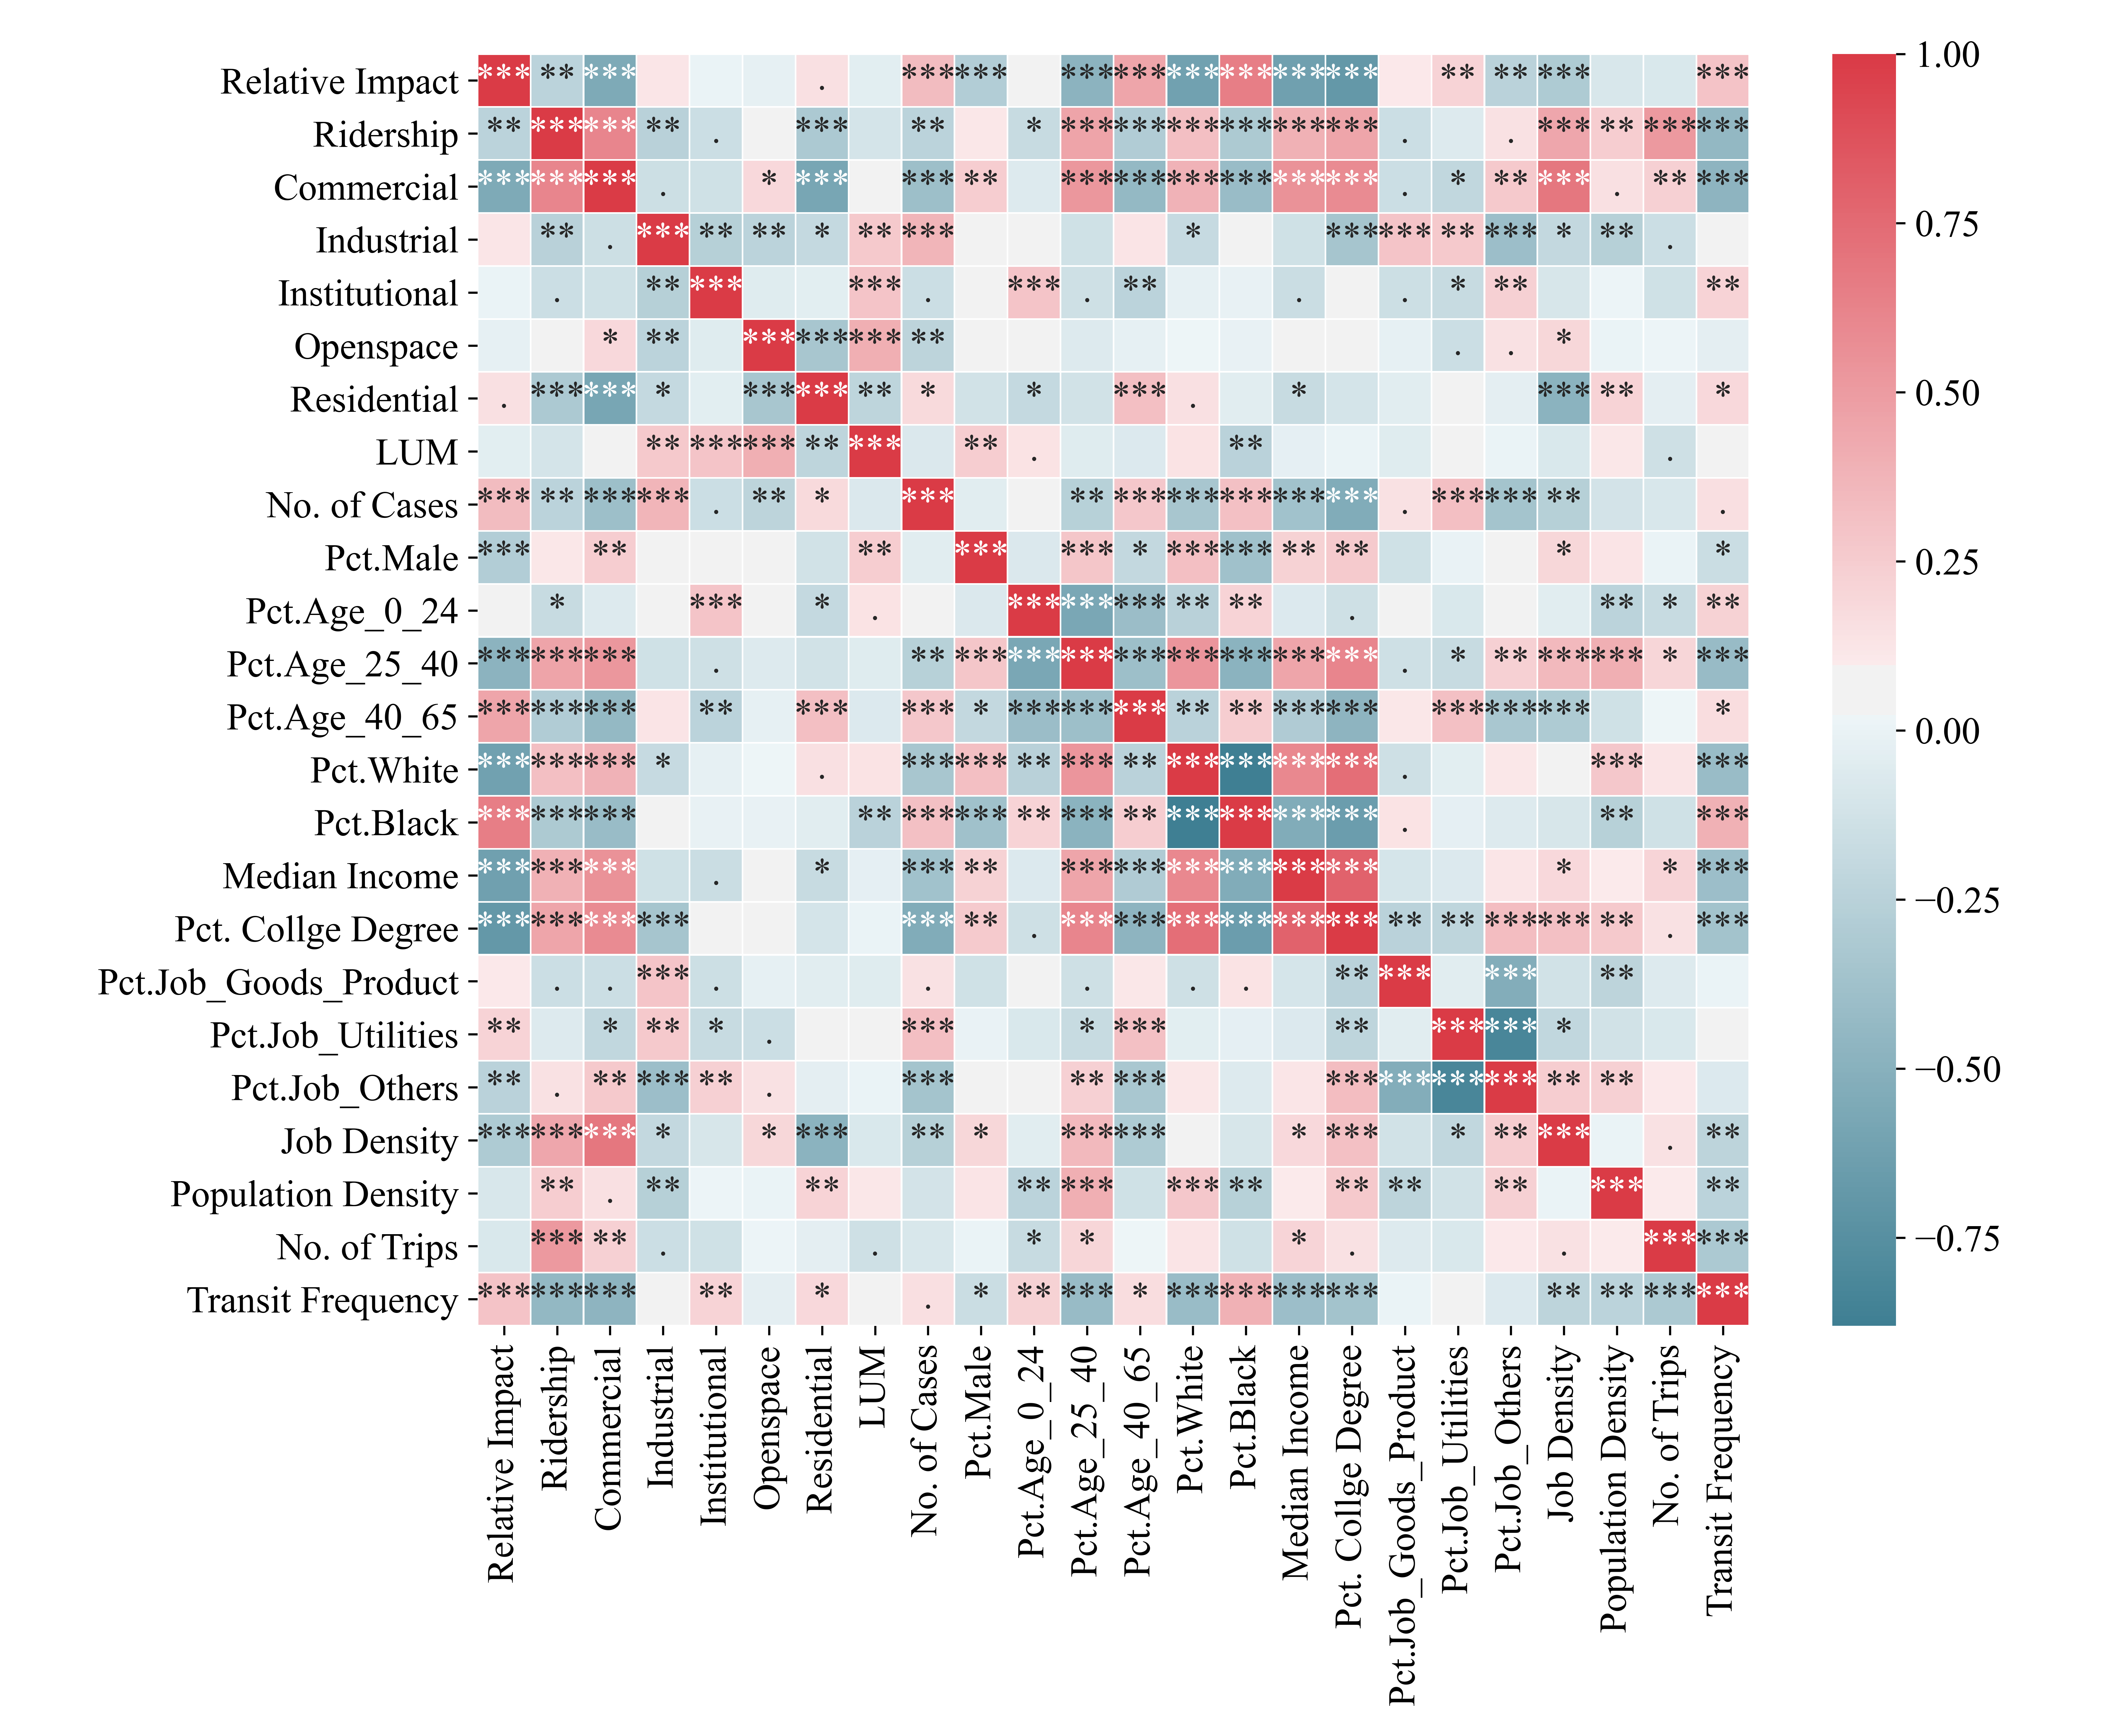 Relative Impact *** ** *** . *** *** *** *** *** *** *** *** ** ** *** ***
Ridership ** *** *** ** . *** ** * *** *** *** *** *** *** . . *** ** *** ***
Commercial *** *** *** . * *** *** ** *** *** *** *** *** *** . * ** *** . ** ***
Industrial ** . *** ** ** * ** *** * *** *** ** *** * ** .
Institutional . ** *** *** . *** . ** . . * ** **
Openspace * ** *** *** *** ** . . *
Residential . *** *** * *** *** ** * * *** . * *** ** *
LUM ** *** *** ** *** ** . ** .
No. of Cases *** ** *** *** . ** * *** ** *** *** *** *** *** . *** *** ** .
Pct.Male *** ** ** *** *** * *** *** ** ** * *
Pct.Age_0_24 * *** * . *** *** *** ** ** . ** * **
Pct.Age_25_40 *** *** *** . ** *** *** *** *** *** *** *** *** . * ** *** *** * ***
Pct.Age_40_65 *** *** *** ** *** *** * *** *** *** ** ** *** *** *** *** *** *
Pct.White *** *** *** * . *** *** ** *** ** *** *** *** *** . *** ***
Pct.Black *** *** *** ** *** *** ** *** ** *** *** *** *** . ** ***
Median Income *** *** *** . * *** ** *** *** *** *** *** *** * * ***
Pct. Collge Degree *** *** *** *** *** ** . *** *** *** *** *** *** ** ** *** *** ** . ***
Pct.Job_Goods_Product . . *** . . . . . ** *** *** **
Pct.Job_Utilities ** * ** * . *** * *** ** *** *** *
Pct.Job_Others ** . ** *** ** . *** ** *** *** *** *** *** ** **
Job Density *** *** *** * * *** ** * *** *** * *** * ** *** . **
Population Density ** . ** ** ** *** *** ** ** ** ** *** **
No. of Trips *** ** . . * * * . . *** ***
Transit Frequency *** *** *** ** * . * ** *** * *** *** *** *** ** ** *** ***
Relative Impact
Ridership
Commercial
Industrial
Institutional
Openspace
Residential
LUM
No. of Cases
Pct.Male
Pct.Age_0_24
Pct.Age_25_40
Pct.Age_40_65
Pct.White
Pct.Black
Median Income
Pct. Collge Degree
Pct.Job_Goods_Product
Pct.Job_Utilities
Pct.Job_Others
Job Density
Population Density
No. of Trips
Transit Frequency
1.00
0.75
0.50
0.25
0.00
−0.25
−0.50
−0.75